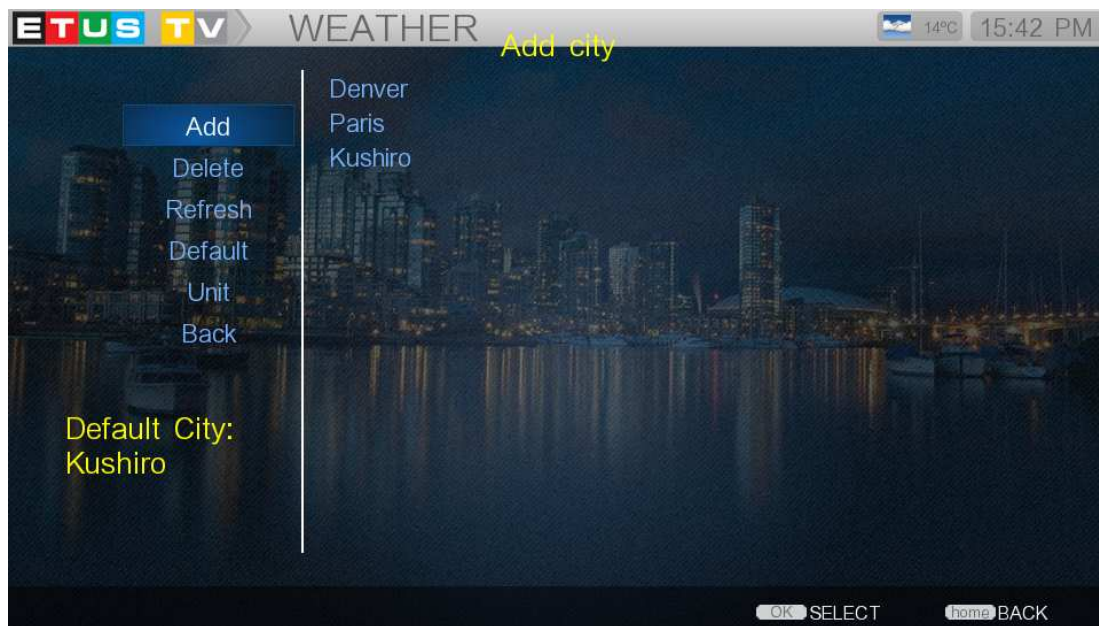 ETUS TV WEATHER 14ºC 15:42 PM
Add city
Add
Delete
Refresh
Default
Unit
Back
Default City:
Kushiro
Denver
Paris
Kushiro
OK SELECT home BACK